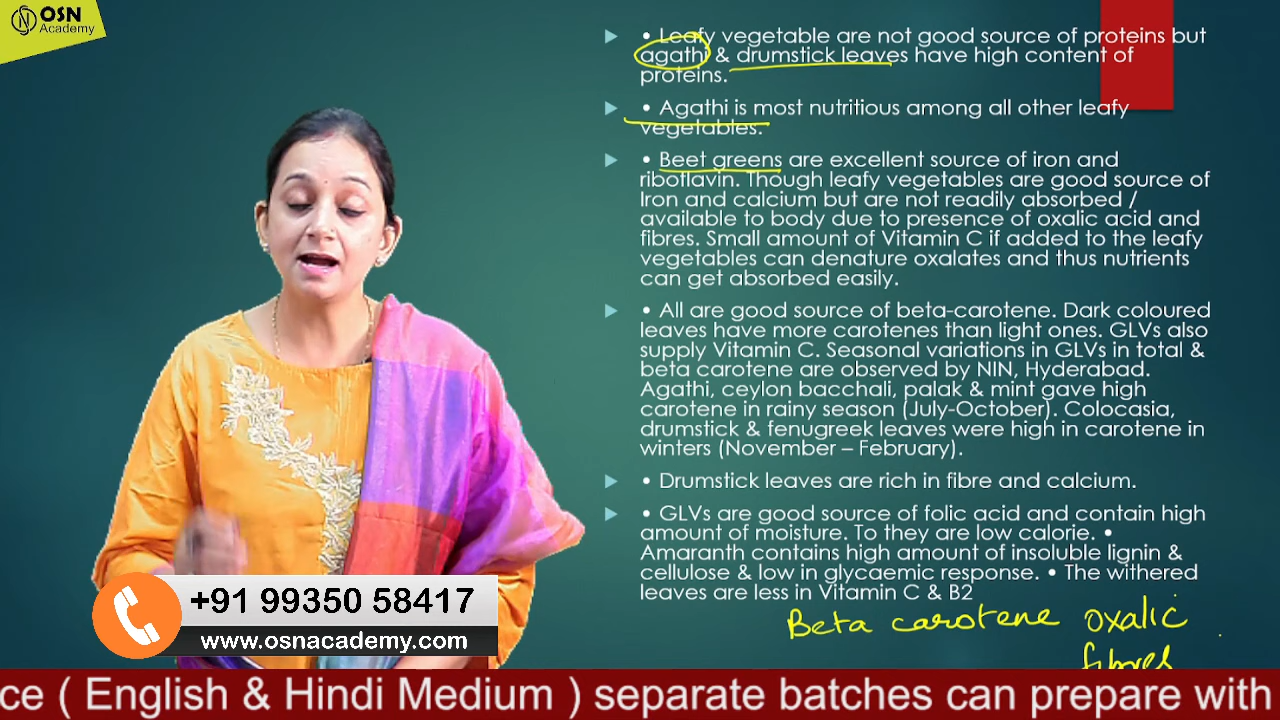 OSN
Academy
• Leafy vegetable are not good source of proteins but
agathi & drumstick leaves have high content of
proteins.
• Agathi is most nutritious among all other leafy
vegetables.
• Beet greens are excellent source of iron and
riboflavin. Though leafy vegetables are good source of
Iron and calcium but are not readily absorbed /
available to body due to presence of oxalic acid and
fibres. Small amount of Vitamin C if added to the leafy
vegetables can denature oxalates and thus nutrients
can get absorbed easily.
• All are good source of beta-carotene. Dark coloured
leaves have more carotenes than light ones. GLVs also
supply Vitamin C. Seasonal variations in GLVs in total &
beta carotene are observed by NIN, Hyderabad.
Agathi, ceylon bacchali, palak & mint gave high
carotene in rainy season (July-October). Colocasia,
drumstick & fenugreek leaves were high in carotene in
winters (November – February).
• Drumstick leaves are rich in fibre and calcium.
• GLVs are good source of folic acid and contain high
amount of moisture. To they are low calorie. •
Amaranth contains high amount of insoluble lignin &
cellulose & low in glycaemic response. • The withered
leaves are less in Vitamin C & B2
Beta carotene oxalic
fibres
+91 99350 58417
www.osnacademy.com
ce ( English & Hindi Medium ) separate batches can prepare with